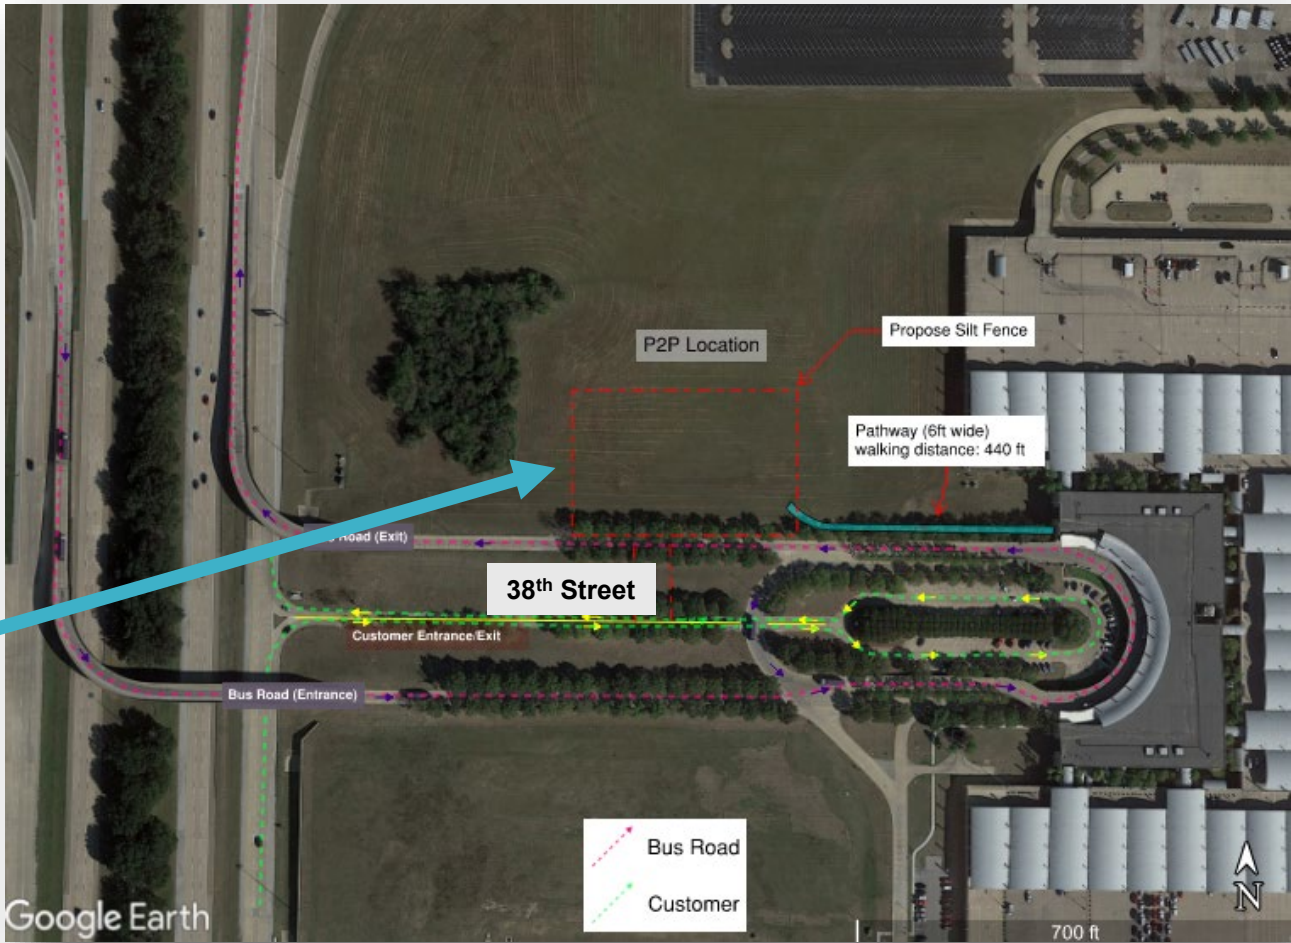 P2P Location
Propose Silt Fence
Pathway (6ft wide)
walking distance: 440 ft
Road (Exit)
38th Street
Customer Entrance/Exit
Bus Road (Entrance)
Bus Road
Customer
Google Earth
N
700 ft